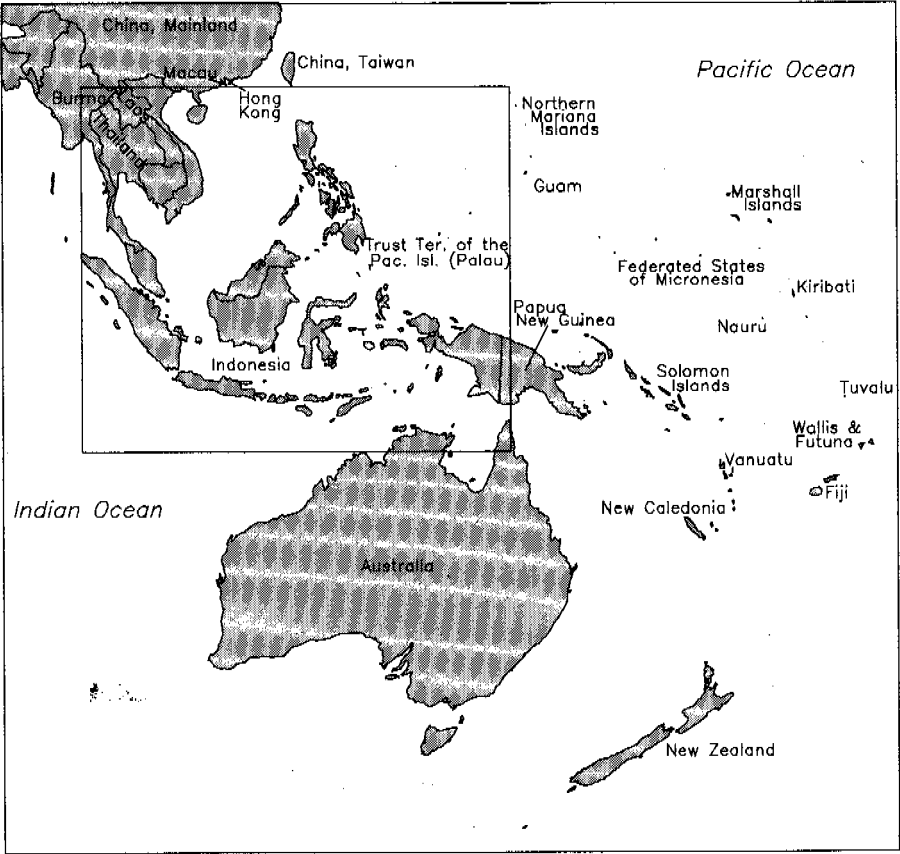 China, Mainland
China, Taiwan
Macau
Pacific Ocean
Burma
Laos
Hong
Kong
Thailand
Northern
Mariana
Islands
Guam
Marshall
Islands
Trust Ter. of the
Pac. Isl. (Palau)
Federated States
of Micronesia
Kiribati
Papua
New Guinea
Nauru
Indonesia
Solomon
Islands
Tuvalu
Wallis &
Futuna
Vanuatu
Fiji
Indian Ocean
New Caledonia
Australia
New Zealand